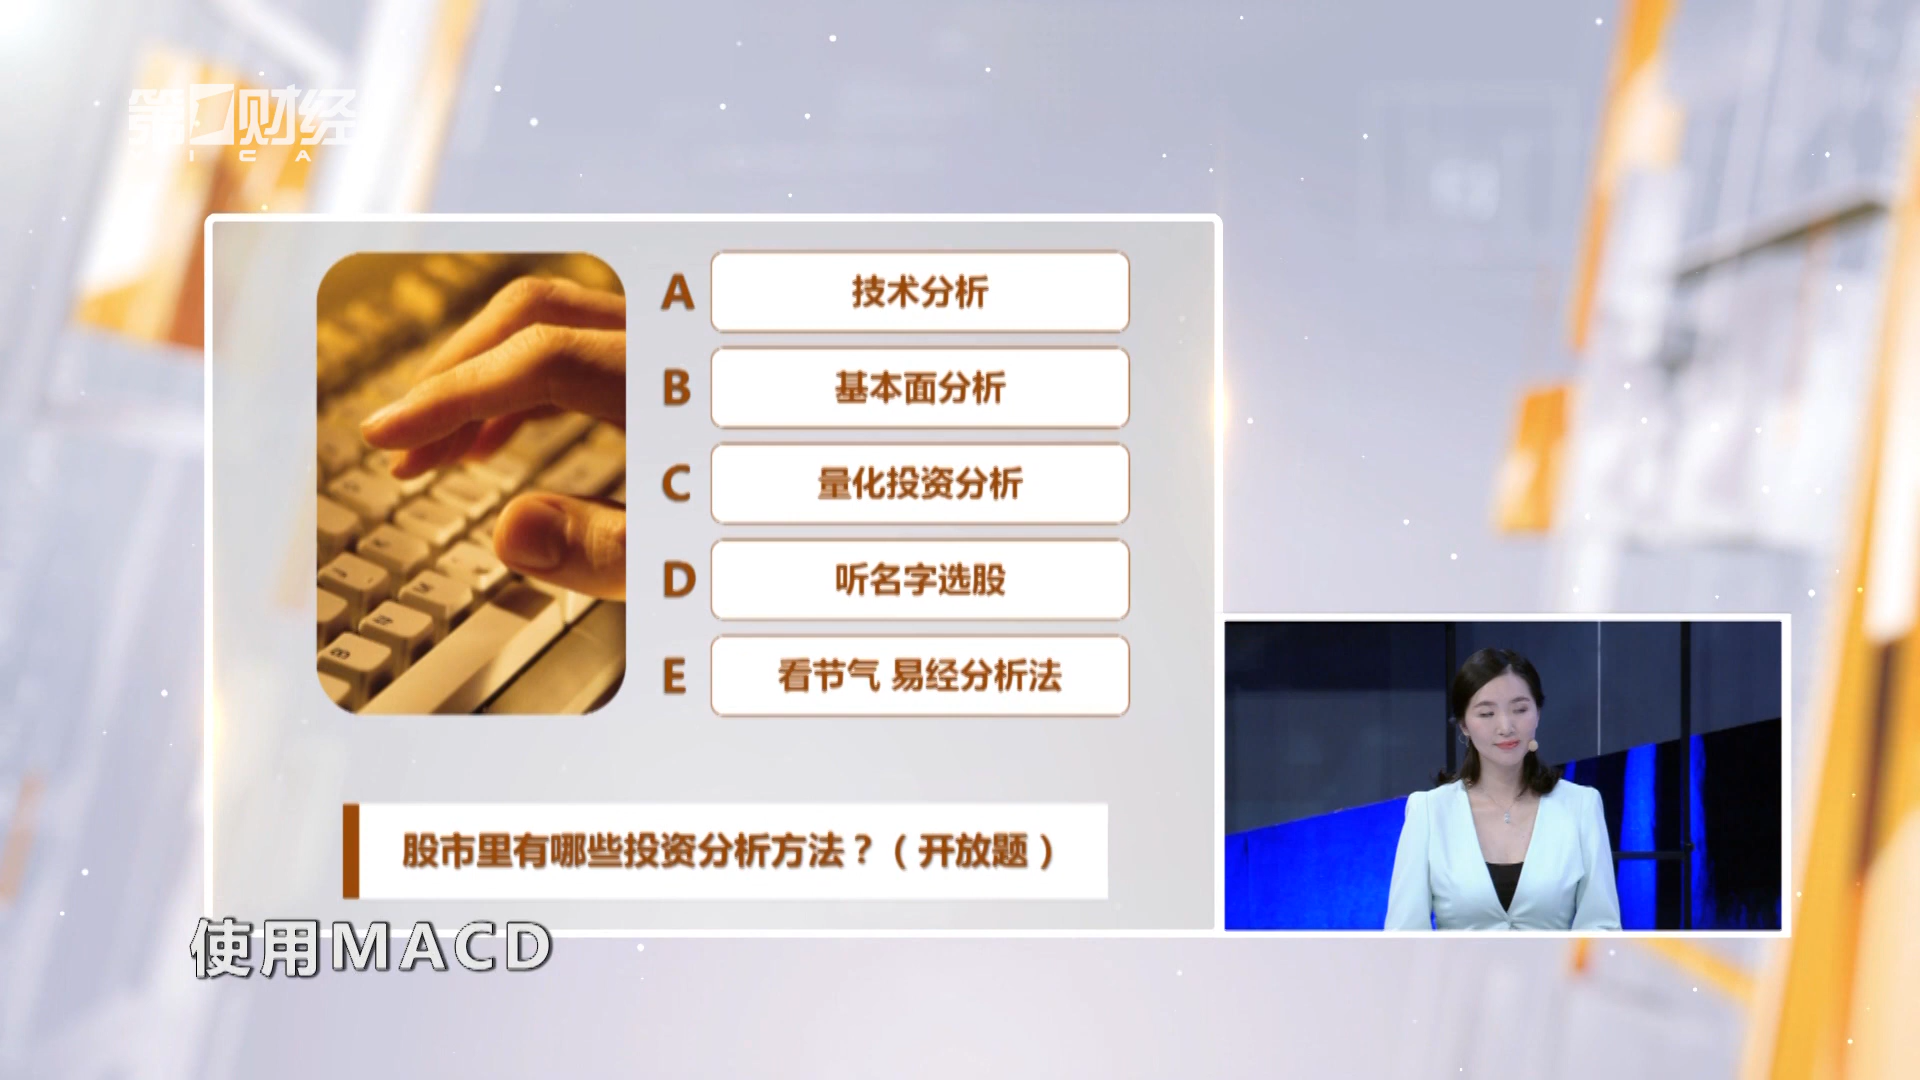 第一财经
YICAI
A 技术分析
B 基本面分析
C 量化投资分析
D 听名字选股
E 看节气 易经分析法
股市里有哪些投资分析方法？（开放题）
使用MACD